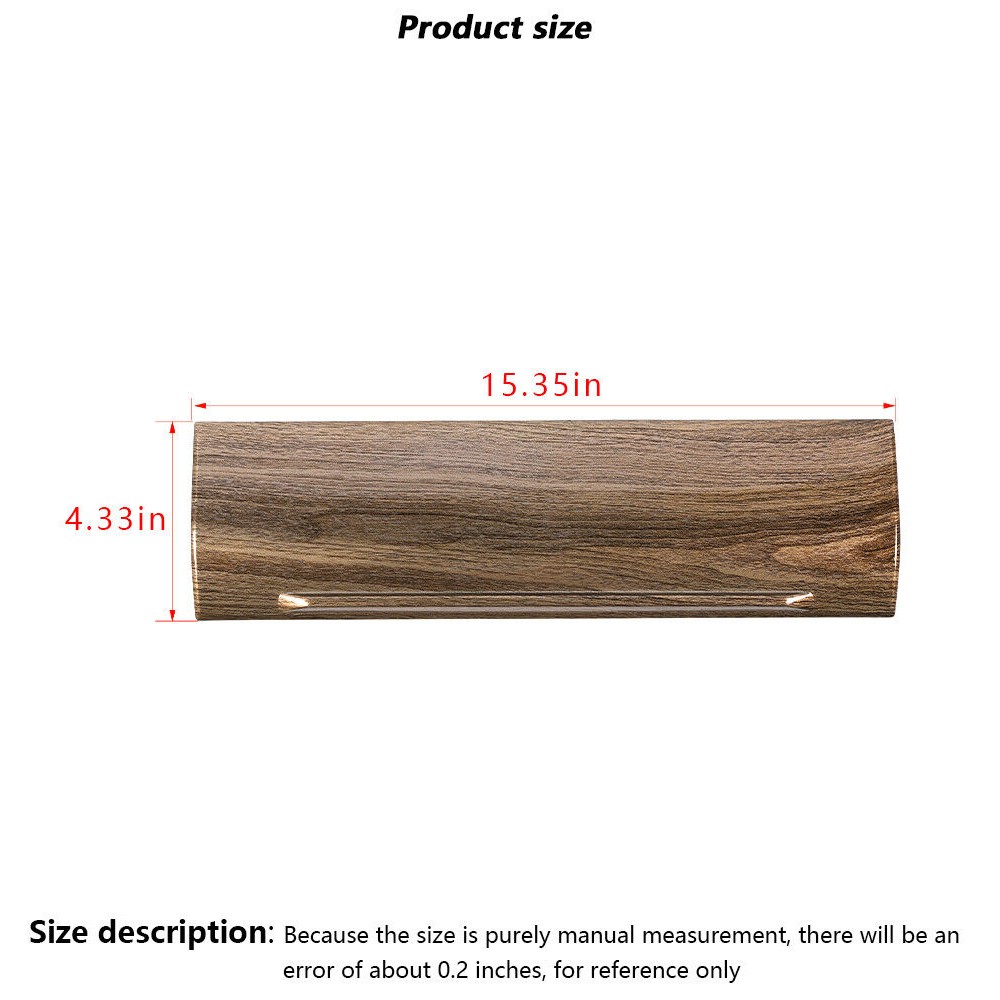 Product size
15.35in
4.33in
Size description: Because the size is purely manual measurement, there will be an
error of about 0.2 inches, for reference only